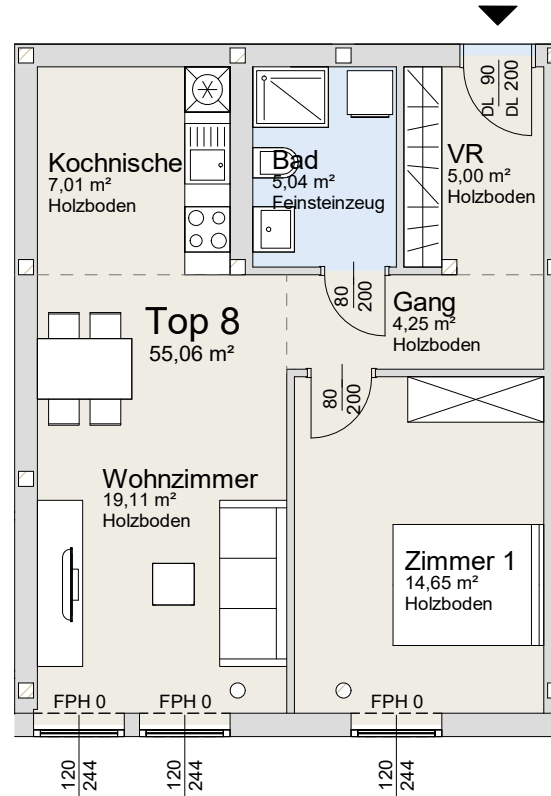 DL 90
DL 200
Kochnische
7,01 m²
Holzboden
Bad
5,04 m²
Feinsteinzeug
VR
5,00 m²
Holzboden
80
200
Gang
4,25 m²
Holzboden
Top 8
55,06 m²
80
200
Wohnzimmer
19,11 m²
Holzboden
Zimmer 1
14,65 m²
Holzboden
FPH 0
FPH 0
FPH 0
120
244
120
244
120
244